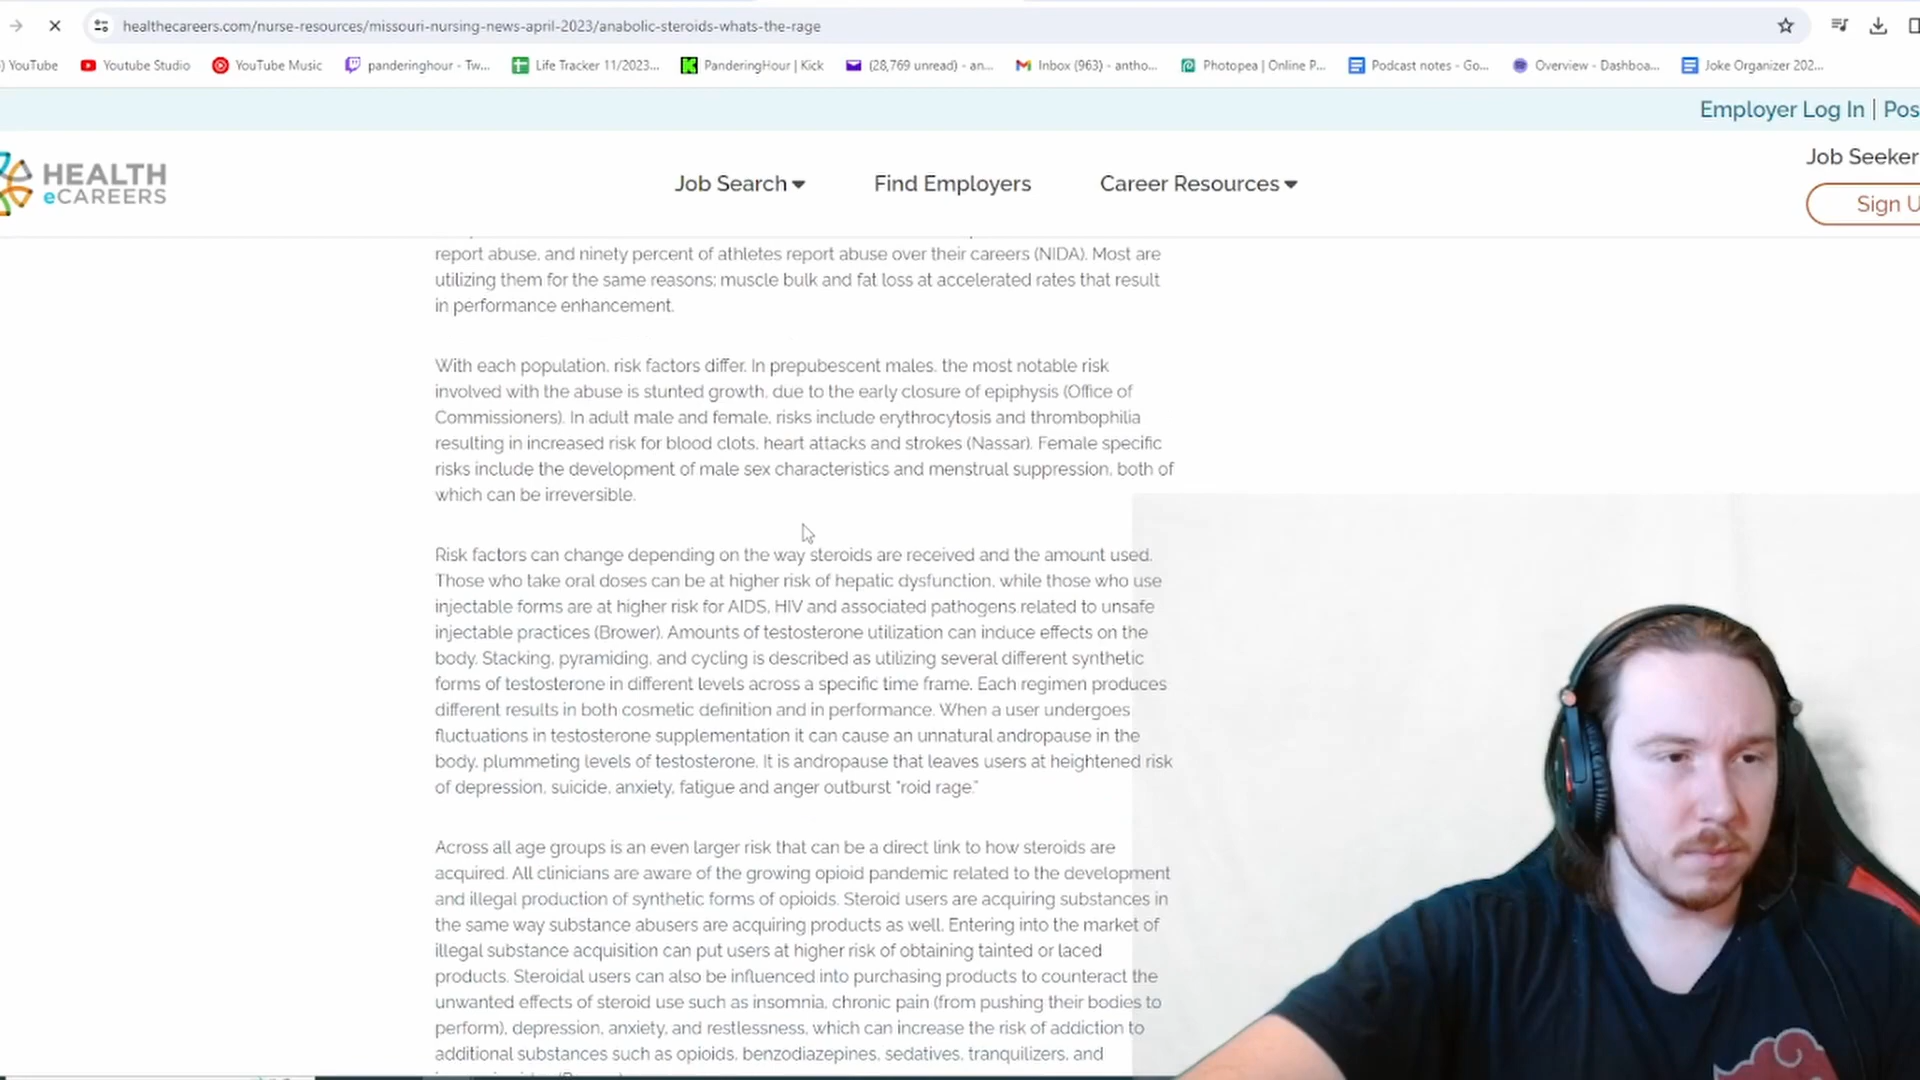 healthecareers.com/nurse-resources/missouri-nursing-news-april-2023/anabolic-steroids-whats-the-rage
) YouTube
Youtube Studio
YouTube Music
panderinghour - Tw...
Life Tracker 11/2023...
PanderingHour | Kick
(28,769 unread) - an...
Inbox (963) - antho...
Photopea | Online P...
Podcast notes - Go...
Overview - Dashboa...
Joke Organizer 202...
Employer Log In | Pos
HEALTH
eCAREERS
Job Search
Find Employers
Career Resources
Job Seeker
Sign U
report abuse, and ninety percent of athletes report abuse over their careers (NIDA). Most are
utilizing them for the same reasons; muscle bulk and fat loss at accelerated rates that result
in performance enhancement.
With each population, risk factors differ. In prepubescent males, the most notable risk
involved with the abuse is stunted growth, due to the early closure of epiphysis (Office of
Commissioners). In adult male and female, risks include erythrocytosis and thrombophilia
resulting in increased risk for blood clots, heart attacks and strokes (Nassar). Female specific
risks include the development of male sex characteristics and menstrual suppression, both of
which can be irreversible.
Risk factors can change depending on the way steroids are received and the amount used.
Those who take oral doses can be at higher risk of hepatic dysfunction, while those who use
injectable forms are at higher risk for AIDS, HIV and associated pathogens related to unsafe
injectable practices (Brower). Amounts of testosterone utilization can induce effects on the
body. Stacking, pyramiding, and cycling is described as utilizing several different synthetic
forms of testosterone in different levels across a specific time frame. Each regimen produces
different results in both cosmetic definition and in performance. When a user undergoes
fluctuations in testosterone supplementation it can cause an unnatural andropause in the
body, plummeting levels of testosterone. It is andropause that leaves users at heightened risk
of depression, suicide, anxiety, fatigue and anger outburst "roid rage."
Across all age groups is an even larger risk that can be a direct link to how steroids are
acquired. All clinicians are aware of the growing opioid pandemic related to the development
and illegal production of synthetic forms of opioids. Steroid users are acquiring substances in
the same way substance abusers are acquiring products as well. Entering into the market of
illegal substance acquisition can put users at higher risk of obtaining tainted or laced
products. Steroidal users can also be influenced into purchasing products to counteract the
unwanted effects of steroid use such as insomnia, chronic pain (from pushing their bodies to
perform), depression, anxiety, and restlessness, which can increase the risk of addiction to
additional substances such as opioids, benzodiazepines, sedatives, tranquilizers, and